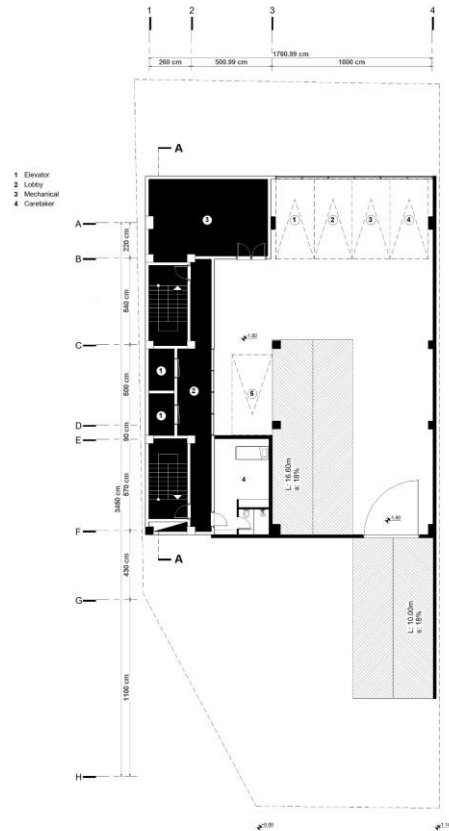 1 2 3 4
1760.99 cm
260 cm 500.99 cm 1000 cm
A
1 Elevator
2 Lobby
3 Mechanical
4 Caretaker
A
220 cm
B
540 cm
C
500 cm
D
90 cm
E
570 cm
3450 cm
F
430 cm
G
1100 cm
H
3
1 2 3 4
1
2
1
5
4
L: 16.60m
s: 18%
A
L: 10.00m
s: 18%